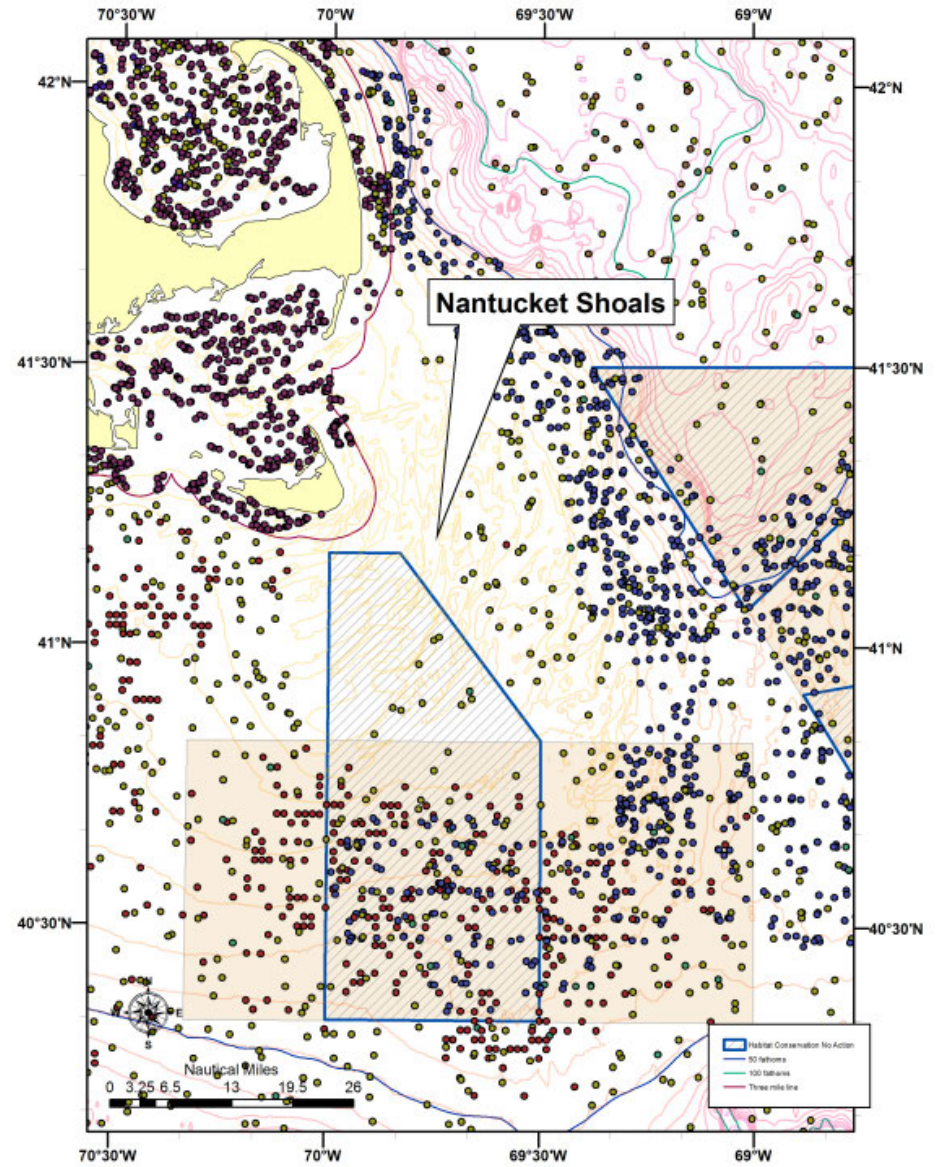 70°30'W 70°W 69°30'W 69°W
42°N 42°N
Nantucket Shoals
41°30'N 41°30'N
41°N 41°N
40°30'N 40°30'N
N
W E
S
Habitat Conservation No Action
50 fathoms
100 fathoms
Three mile line
Nautical Miles
0 3.25 6.5 13 19.5 26
70°30'W 70°W 69°30'W 69°W